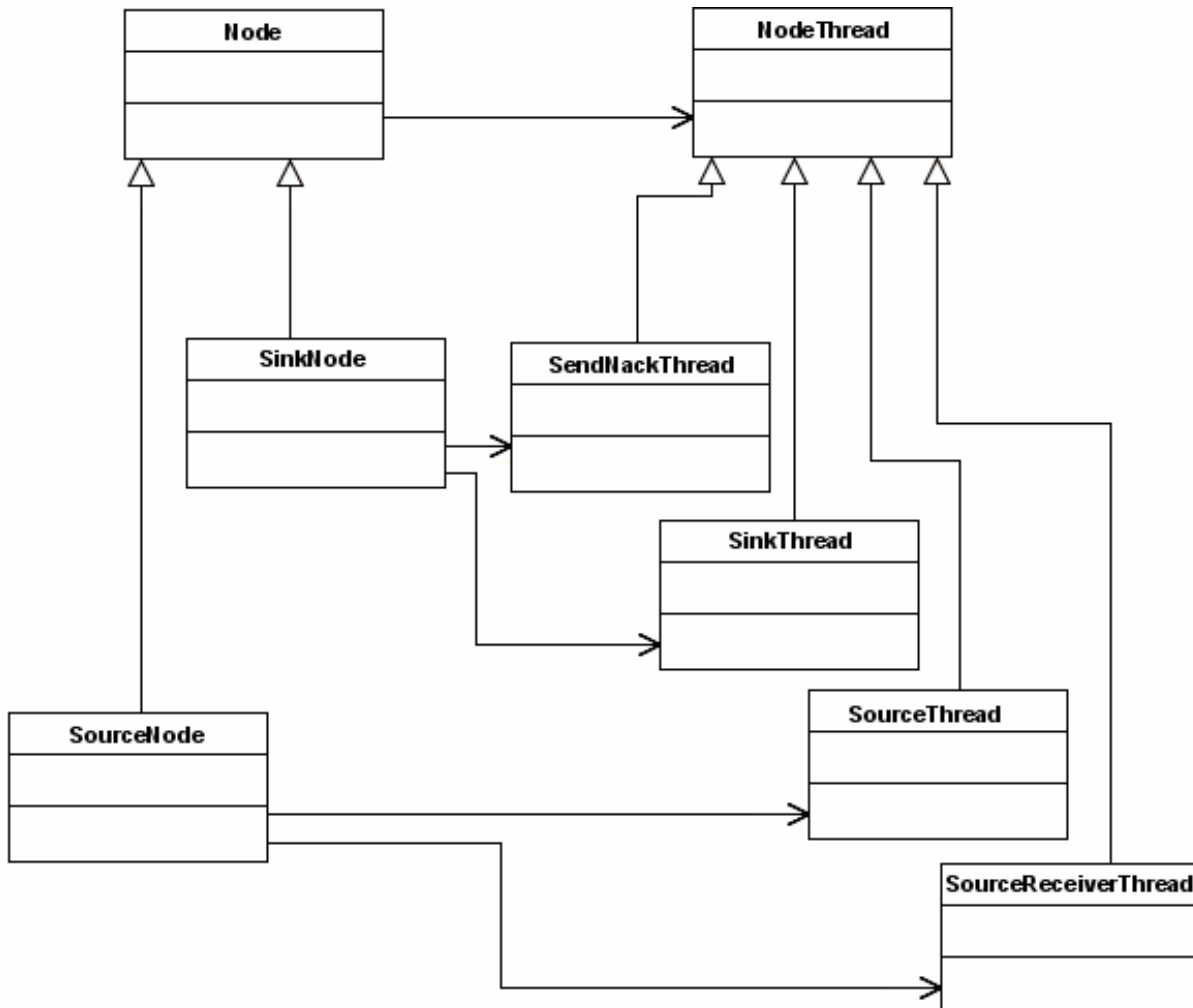 Node
NodeThread
SinkNode
SendNackThread
SinkThread
SourceThread
SourceNode
SourceReceiverThread